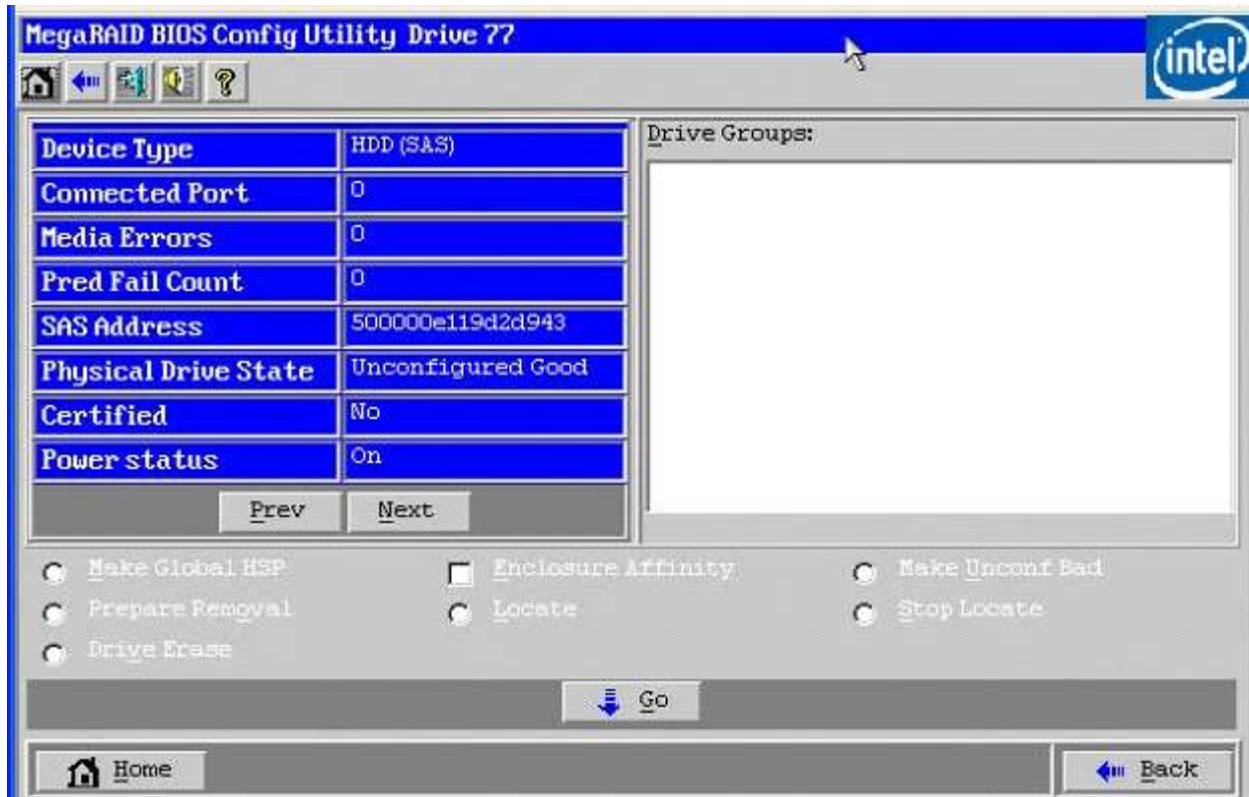 MegaRAID BIOS Config Utility Drive 77
intel
Device Type HDD (SAS)
Connected Port 0
Media Errors 0
Pred Fail Count 0
SAS Address 500000e119d2d943
Physical Drive State Unconfigured Good
Certified No
Power status On
Prev Next
Drive Groups:
Make Global HSP Enclosure Affinity Make Unconf Bad
Prepare Removal Locate Stop Locate
Drive Erase
Go
Home Back